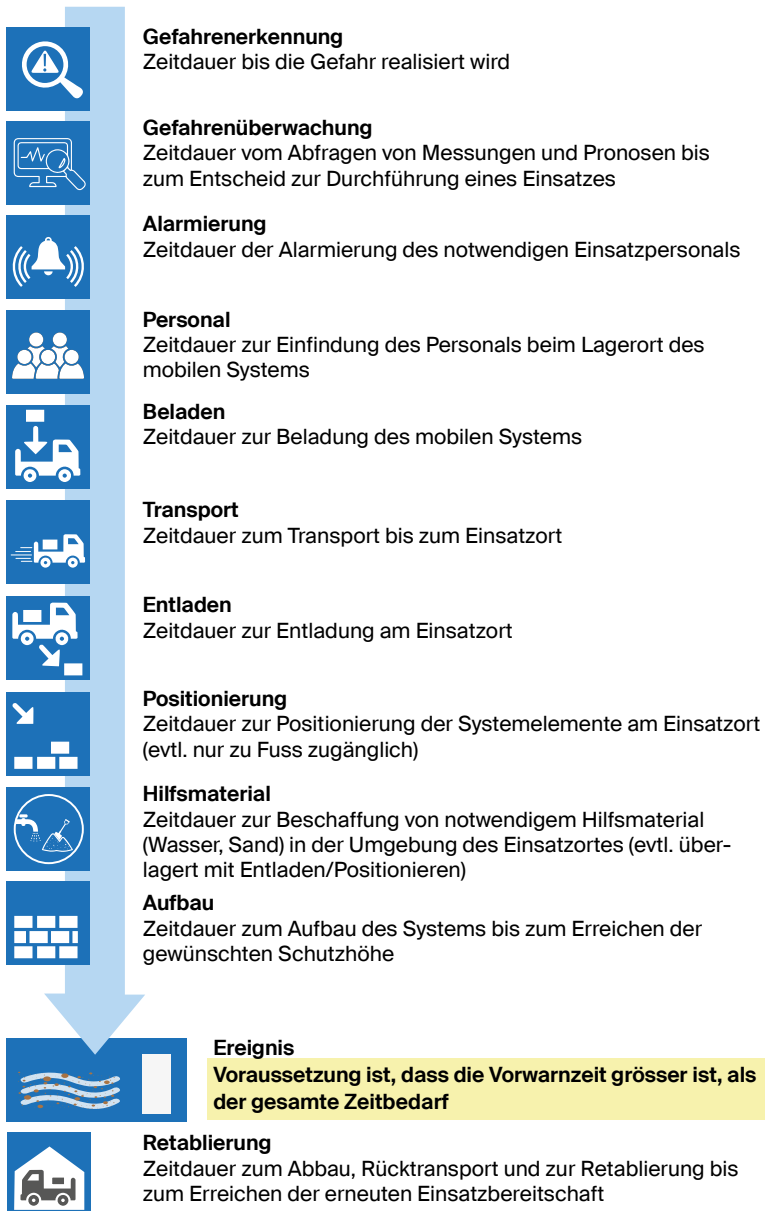 Gefahrenerkennung
Zeitdauer bis die Gefahr realisiert wird
Gefahrenüberwachung
Zeitdauer vom Abfragen von Messungen und Pronosen bis
zum Entscheid zur Durchführung eines Einsatzes
Alarmierung
Zeitdauer der Alarmierung des notwendigen Einsatzpersonals
Personal
Zeitdauer zur Einfindung des Personals beim Lagerort des
mobilen Systems
Beladen
Zeitdauer zur Beladung des mobilen Systems
Transport
Zeitdauer zum Transport bis zum Einsatzort
Entladen
Zeitdauer zur Entladung am Einsatzort
Positionierung
Zeitdauer zur Positionierung der Systemelemente am Einsatzort
(evtl. nur zu Fuss zugänglich)
Hilfsmaterial
Zeitdauer zur Beschaffung von notwendigem Hilfsmaterial
(Wasser, Sand) in der Umgebung des Einsatzortes (evtl. über-
lagert mit Entladen/Positionieren)
Aufbau
Zeitdauer zum Aufbau des Systems bis zum Erreichen der
gewünschten Schutzhöhe
Ereignis
Voraussetzung ist, dass die Vorwarnzeit grösser ist, als
der gesamte Zeitbedarf
Retablierung
Zeitdauer zum Abbau, Rücktransport und zur Retablierung bis
zum Erreichen der erneuten Einsatzbereitschaft